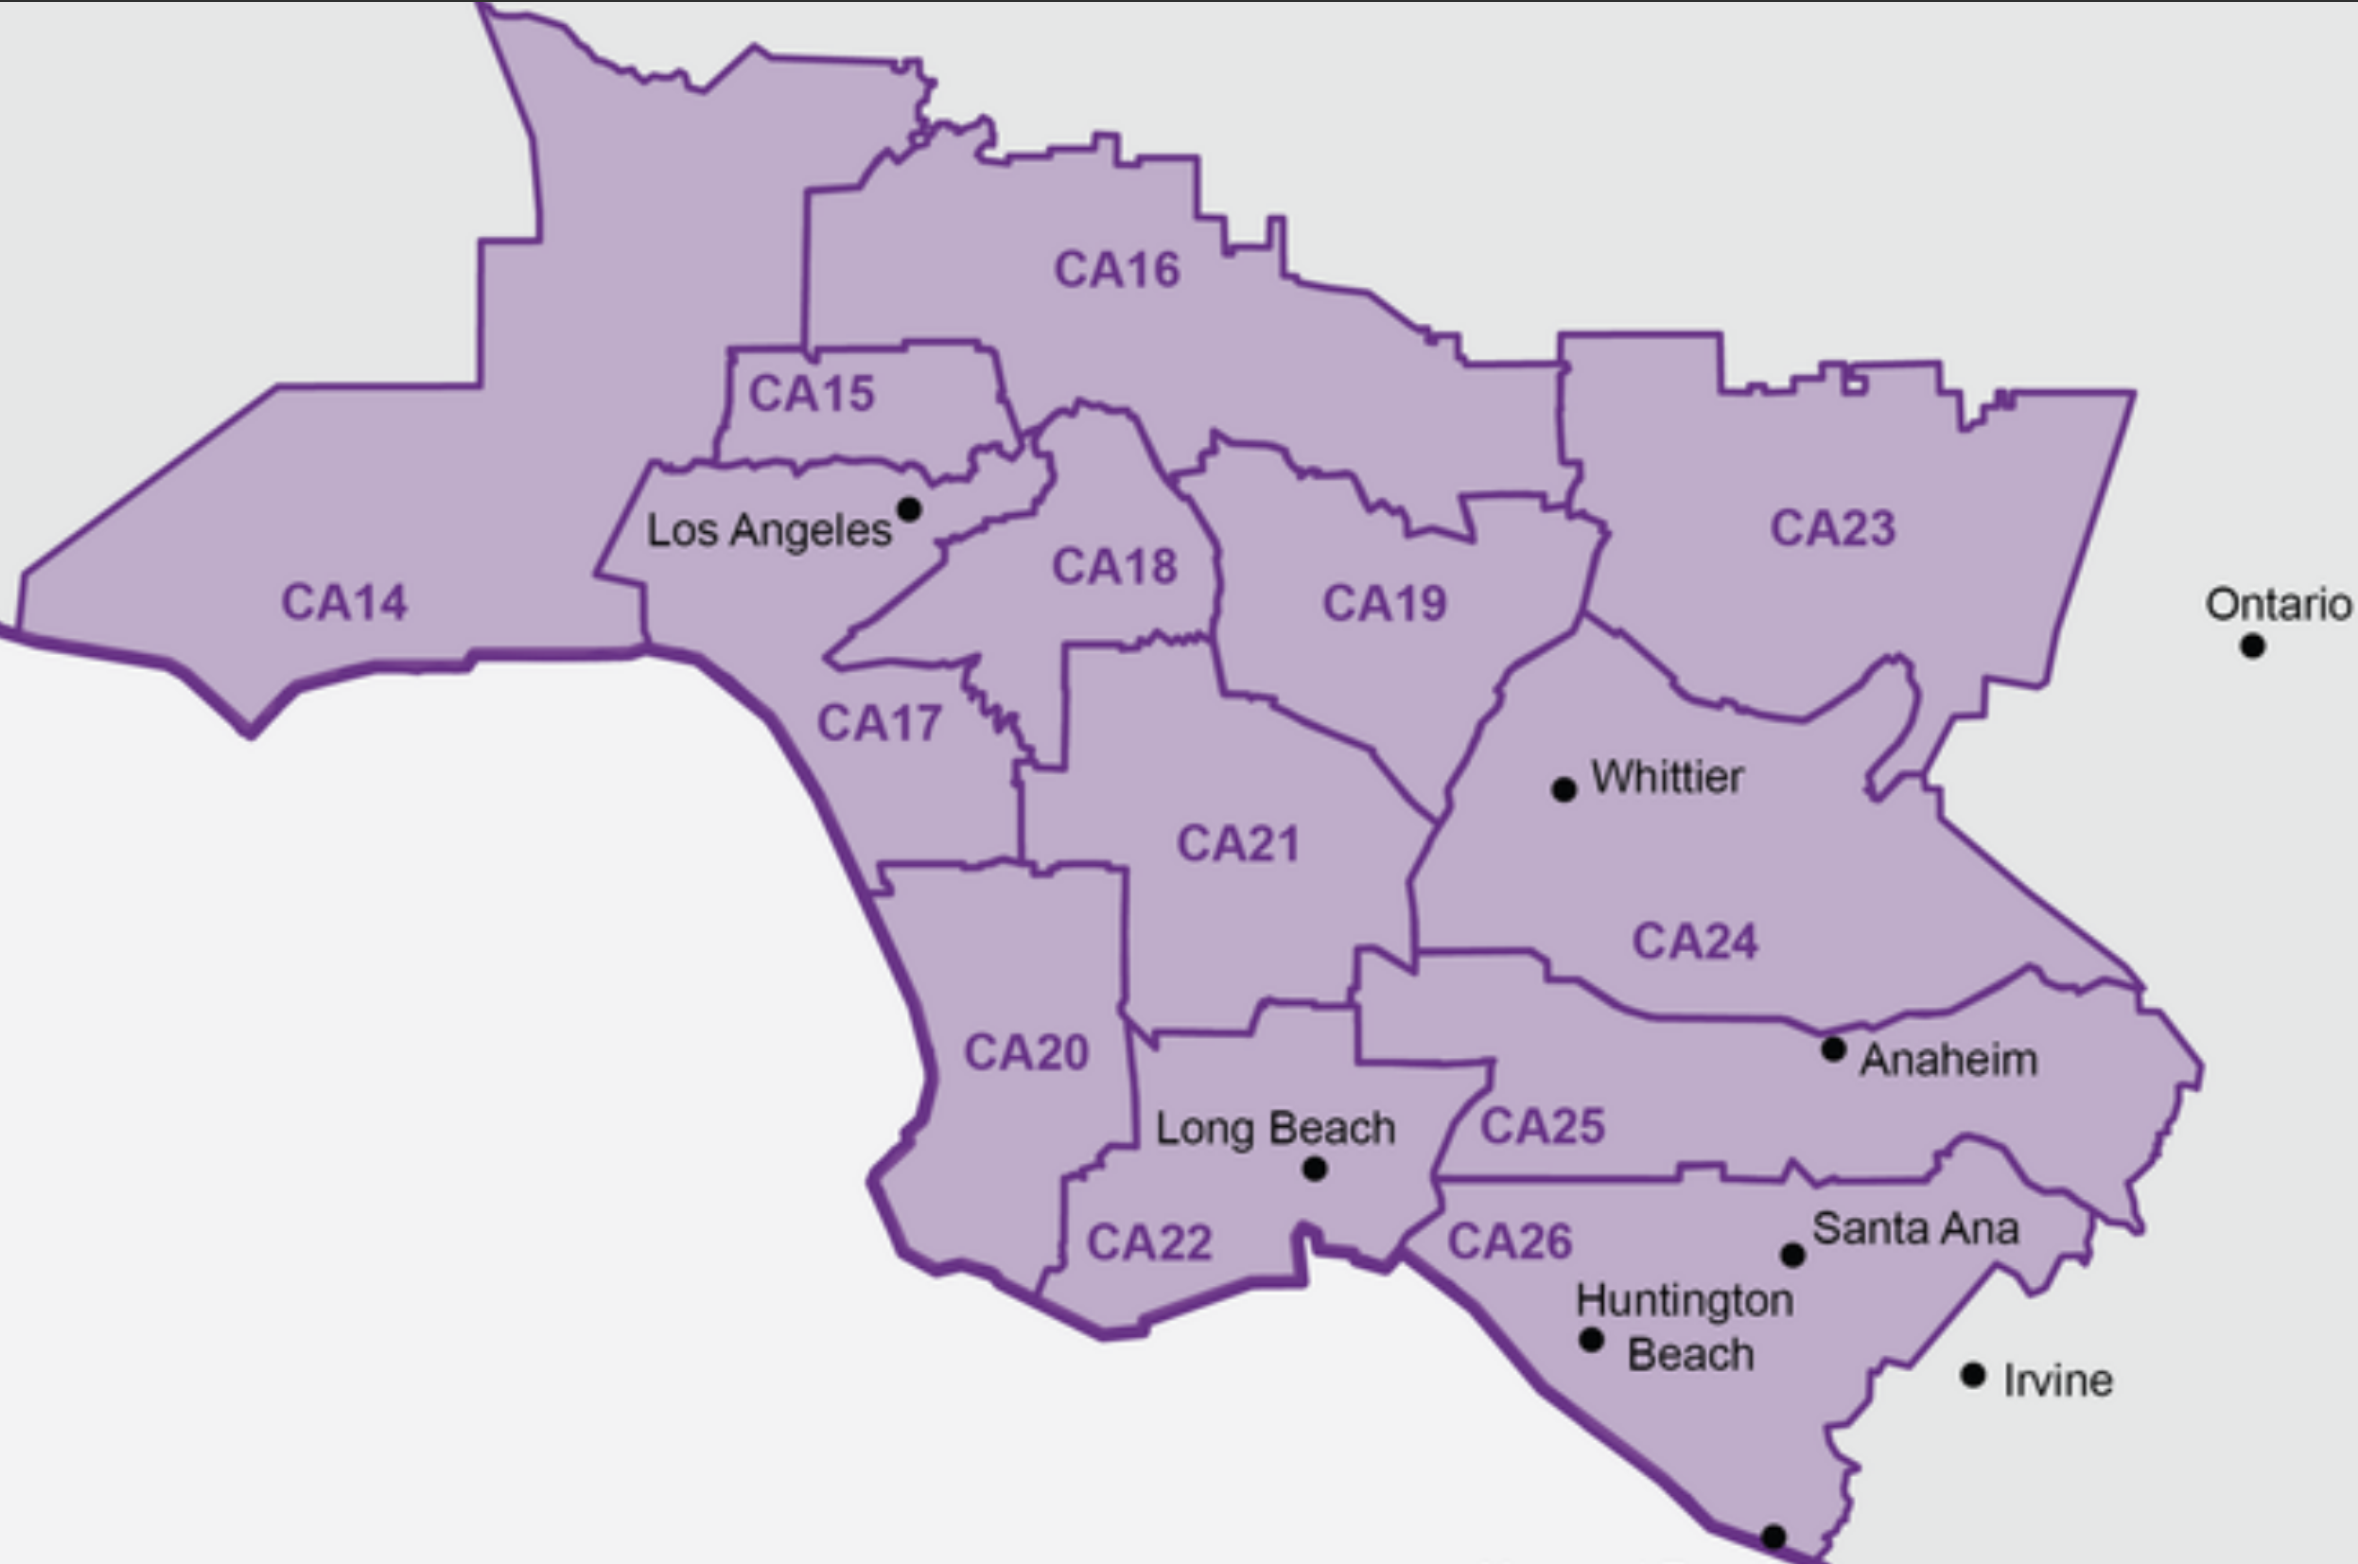 CA16
CA15
Los Angeles
CA23
CA18
CA14
CA19
Ontario
CA17
Whittier
CA21
CA24
CA20
Anaheim
Long Beach
CA25
CA22
CA26
Santa Ana
Huntington
Beach
Irvine